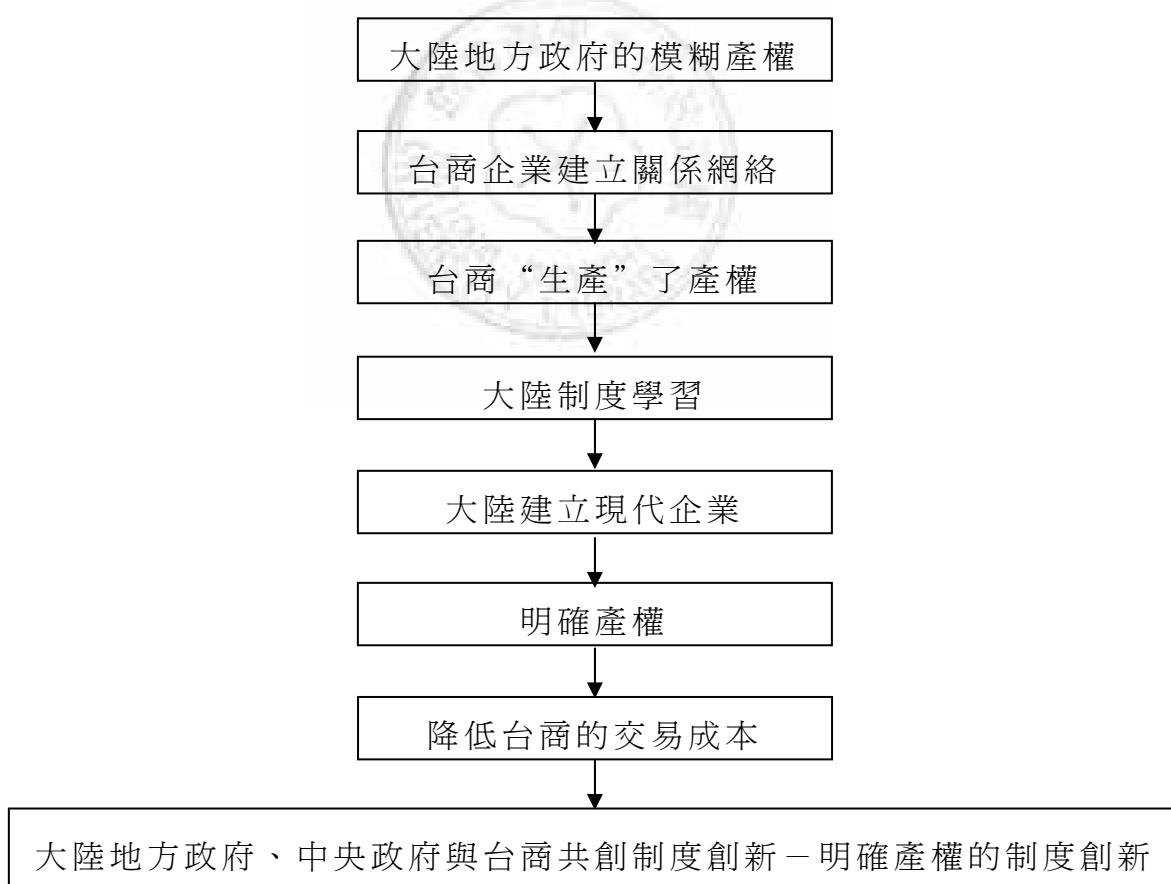 大陸地方政府的模糊產權
台商企業建立關係網絡
台商“生產”了產權
大陸制度學習
大陸建立現代企業
明確產權
降低台商的交易成本
大陸地方政府、中央政府與台商共創制度創新－明確產權的制度創新